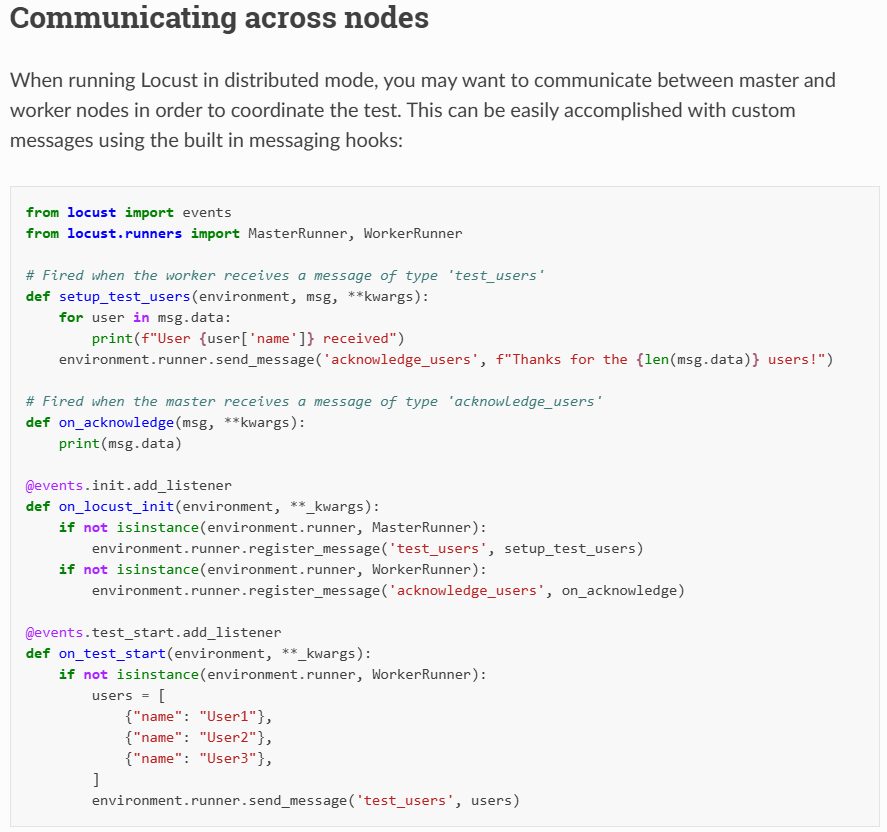 Communicating across nodes
When running Locust in distributed mode, you may want to communicate between master and
worker nodes in order to coordinate the test. This can be easily accomplished with custom
messages using the built in messaging hooks:
from locust import events
from locust.runners import MasterRunner, WorkerRunner
# Fired when the worker receives a message of type 'test_users'
def setup_test_users(environment, msg, **kwargs):
    for user in msg.data:
        print(f"User {user['name']} received")
    environment.runner.send_message('acknowledge_users', f"Thanks for the {len(msg.data)} users!")
# Fired when the master receives a message of type 'acknowledge_users'
def on_acknowledge(msg, **kwargs):
    print(msg.data)
@events.init.add_listener
def on_locust_init(environment, **_kwargs):
    if not isinstance(environment.runner, MasterRunner):
        environment.runner.register_message('test_users', setup_test_users)
    if not isinstance(environment.runner, WorkerRunner):
        environment.runner.register_message('acknowledge_users', on_acknowledge)
@events.test_start.add_listener
def on_test_start(environment, **_kwargs):
    if not isinstance(environment.runner, WorkerRunner):
        users = [
            {"name": "User1"},
            {"name": "User2"},
            {"name": "User3"},
        ]
        environment.runner.send_message('test_users', users)